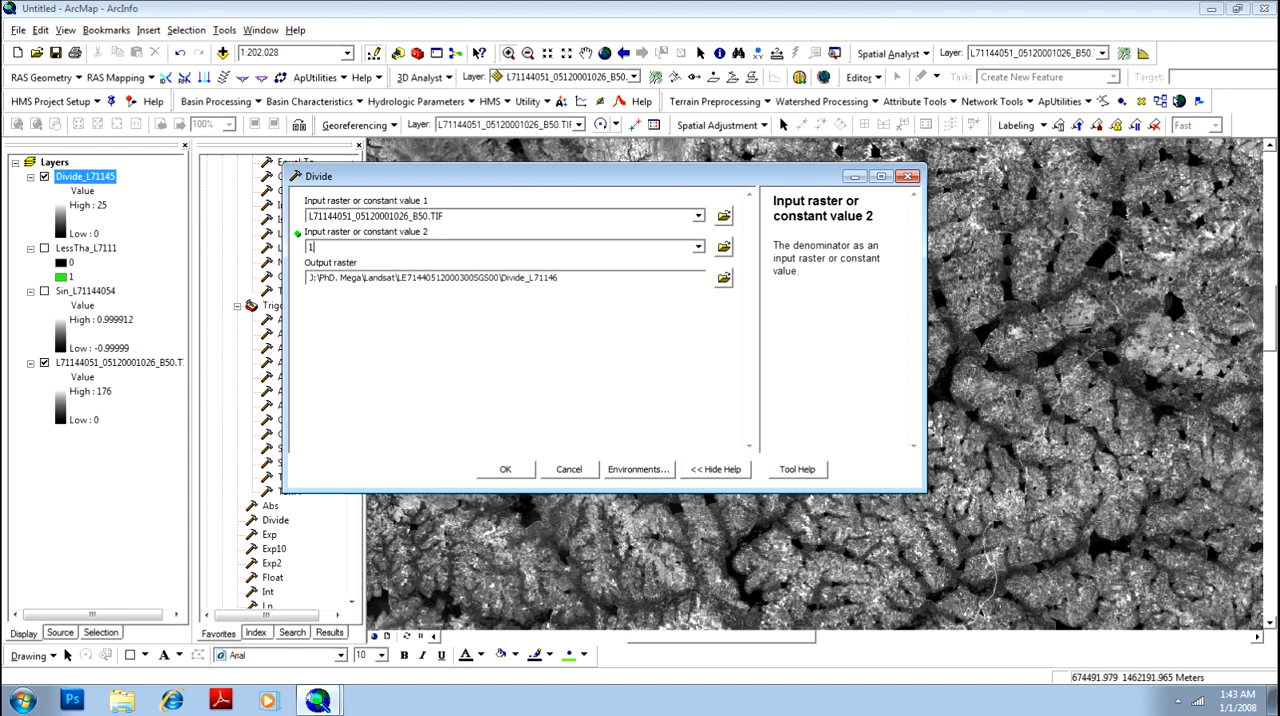 Untitled - ArcMap - ArcInfo
File Edit View Bookmarks Insert Selection Tools Window Help
1:202,028 Spatial Analyst Layer: L71144051_05120001026_B50.T
RAS Geometry RAS Mapping ApUtilities Help 3D Analyst Layer: L71144051_05120001026_B50. Editor Task: Create New Feature Target:
HMS Project Setup Help Basin Processing Basin Characteristics Hydrologic Parameters HMS Utility Help Terrain Preprocessing Watershed Processing Attribute Tools Network Tools ApUtilities
100% Georeferencing Layer: L71144051_05120001026_B50.TIF Spatial Adjustment Labeling Fast
Layers
Divide_L71145
Value
High : 25
Low : 0
LessTha_L7111
0
1
Sin_L71144054
Value
High : 0.999912
Low : -0.99999
L71144051_05120001026_B50.T
Value
High : 176
Low : 0
Display Source Selection
Trigo
Abs
Divide
Exp
Exp10
Exp2
Float
Int
Ln
Favorites Index Search Results
Divide
Input raster or constant value 1
L71144051_05120001026_B50.TIF
Input raster or constant value 2
1
Output raster
J:\PhD. Mega\Landsat\LE71440512000300SGS00\Divide_L71146
OK Cancel Environments... << Hide Help Tool Help
Input raster or
constant value 2
The denominator as an
input raster or constant
value.
Drawing A Arial 10 B I U A
674491.979 1462191.965 Meters
Ps
1:43 AM
1/1/2008